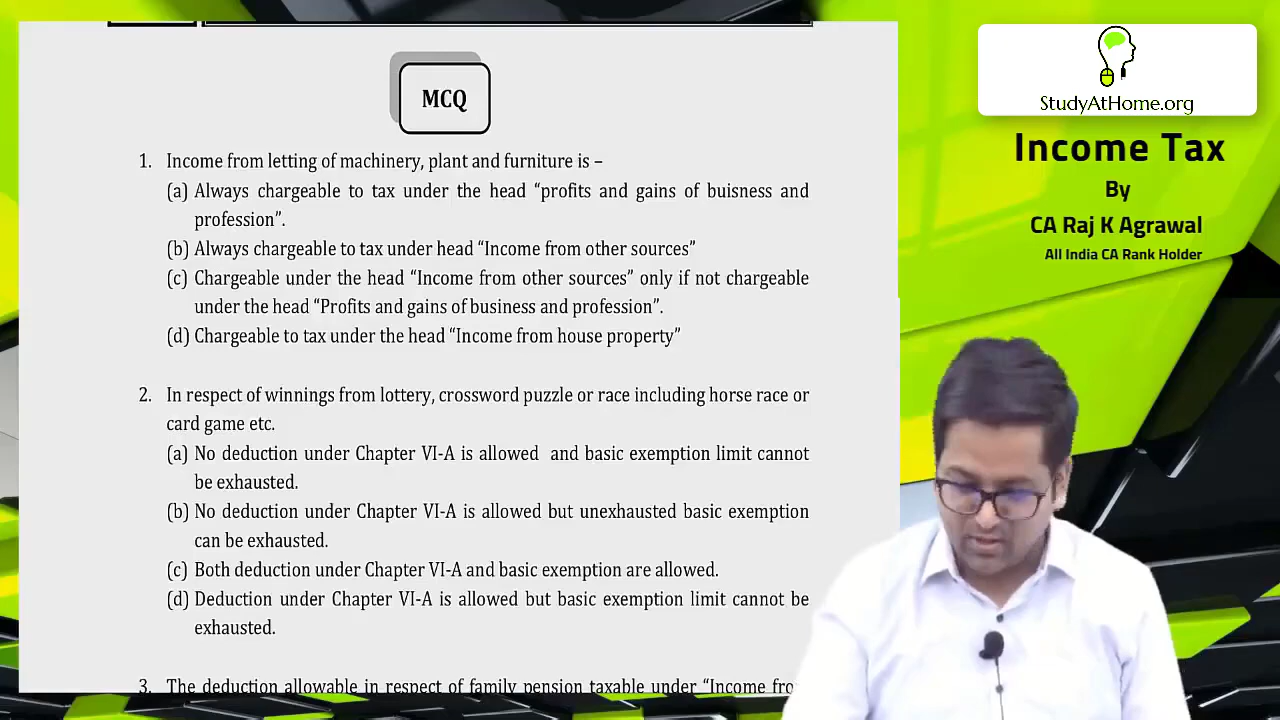 MCQ
1. Income from letting of machinery, plant and furniture is –
(a) Always chargeable to tax under the head “profits and gains of buisness and
profession”.
(b) Always chargeable to tax under head “Income from other sources”
(c) Chargeable under the head “Income from other sources” only if not chargeable
under the head “Profits and gains of business and profession”.
(d) Chargeable to tax under the head “Income from house property”
2. In respect of winnings from lottery, crossword puzzle or race including horse race or
card game etc.
(a) No deduction under Chapter VI-A is allowed and basic exemption limit cannot
be exhausted.
(b) No deduction under Chapter VI-A is allowed but unexhausted basic exemption
can be exhausted.
(c) Both deduction under Chapter VI-A and basic exemption are allowed.
(d) Deduction under Chapter VI-A is allowed but basic exemption limit cannot be
exhausted.
3. The deduction allowable in respect of family pension taxable under “Income fro
StudyAtHome.org
Income Tax
By
CA Raj K Agrawal
All India CA Rank Holder